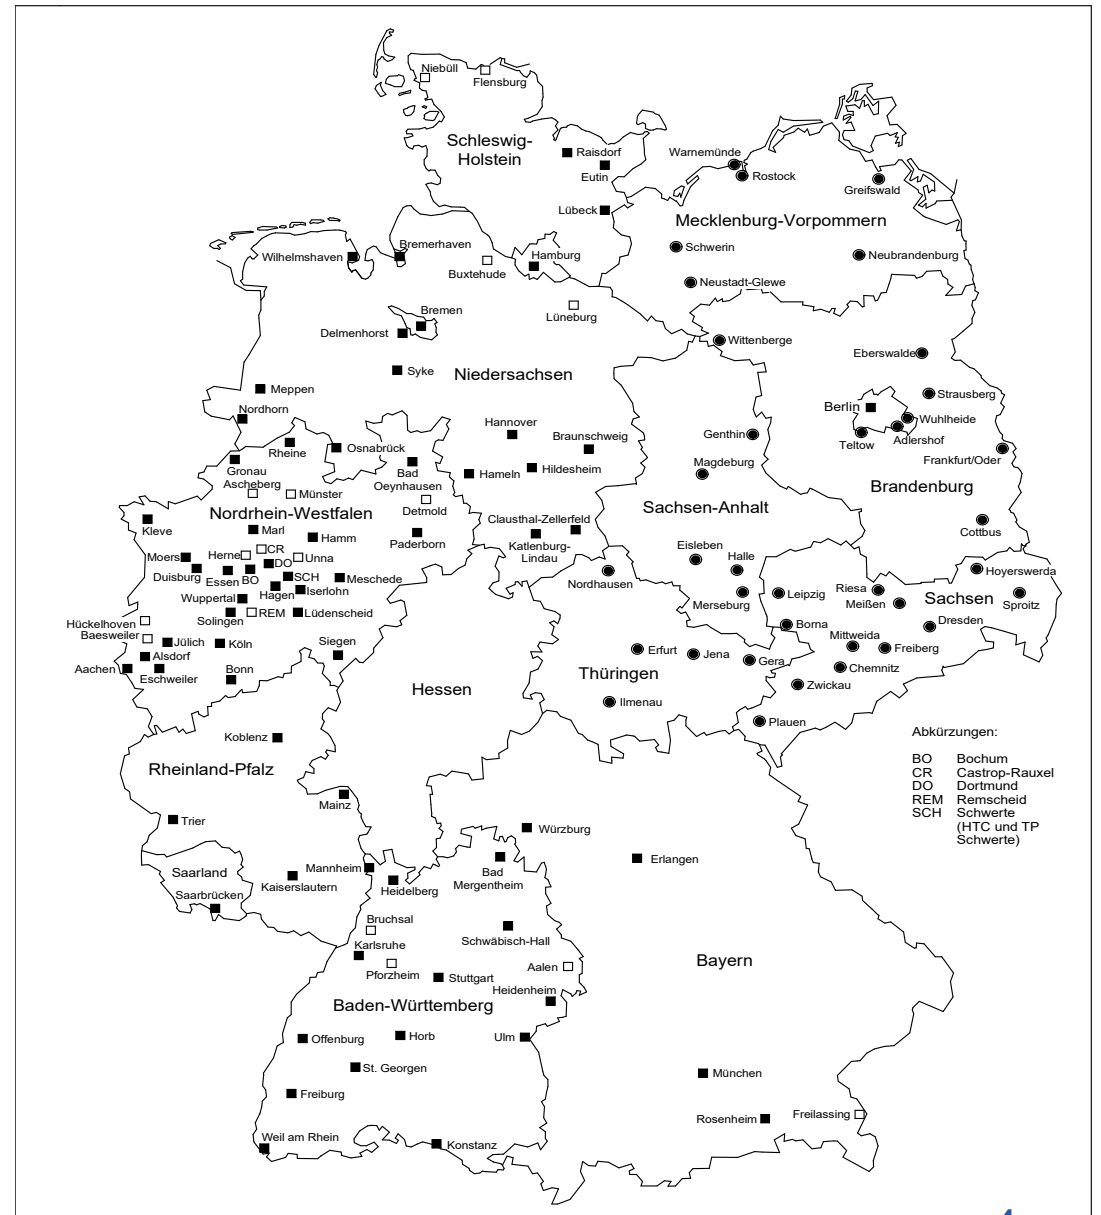 Niebüll
Flensburg
Schleswig-
Holstein
Raisdorf
Eutin
Lübeck
Warnemünde
Rostock
Greifswald
Mecklenburg-Vorpommern
Schwerin
Neubrandenburg
Neustadt-Glewe
Wilhelmshaven
Bremerhaven
Buxtehude
Hamburg
Lüneburg
Bremen
Delmenhorst
Syke
Niedersachsen
Meppen
Nordhorn
Hannover
Braunschweig
Rheine
Osnabrück
Bad
Oeynhausen
Hameln
Hildesheim
Wittenberge
Eberswalde
Strausberg
Berlin
Wuhlheide
Adlershof
Teltow
Frankfurt/Oder
Genthin
Magdeburg
Brandenburg
Cottbus
Sachsen-Anhalt
Gronau
Ascheberg
Münster
Detmold
Nordrhein-Westfalen
Kleve
Marl
Hamm
Paderborn
Clausthal-Zellerfeld
Katlenburg-
Lindau
Moers
Herne
CR
Unna
DO
Duisburg
Essen
BO
SCH
Meschede
Hagen
Iserlohn
Wuppertal
Solingen
REM
Lüdenscheid
Hückelhoven
Baesweiler
Jülich
Köln
Siegen
Alsdorf
Aachen
Eschweiler
Bonn
Eisleben
Halle
Nordhausen
Merseburg
Leipzig
Riesa
Meißen
Sachsen
Hoyerswerda
Sproitz
Borna
Dresden
Mittweida
Freiberg
Erfurt
Jena
Gera
Chemnitz
Thüringen
Zwickau
Ilmenau
Plauen
Hessen
Koblenz
Rheinland-Pfalz
Mainz
Trier
Abkürzungen:
BO Bochum
CR Castrop-Rauxel
DO Dortmund
REM Remscheid
SCH Schwerte
(HTC und TP
Schwerte)
Würzburg
Erlangen
Saarland
Saarbrücken
Mannheim
Kaiserslautern
Heidelberg
Bad
Mergentheim
Bruchsal
Karlsruhe
Schwäbisch-Hall
Pforzheim
Stuttgart
Aalen
Heidenheim
Bayern
Baden-Württemberg
Offenburg
Horb
Ulm
St. Georgen
Freiburg
München
Rosenheim
Freilassing
Weil am Rhein
Konstanz